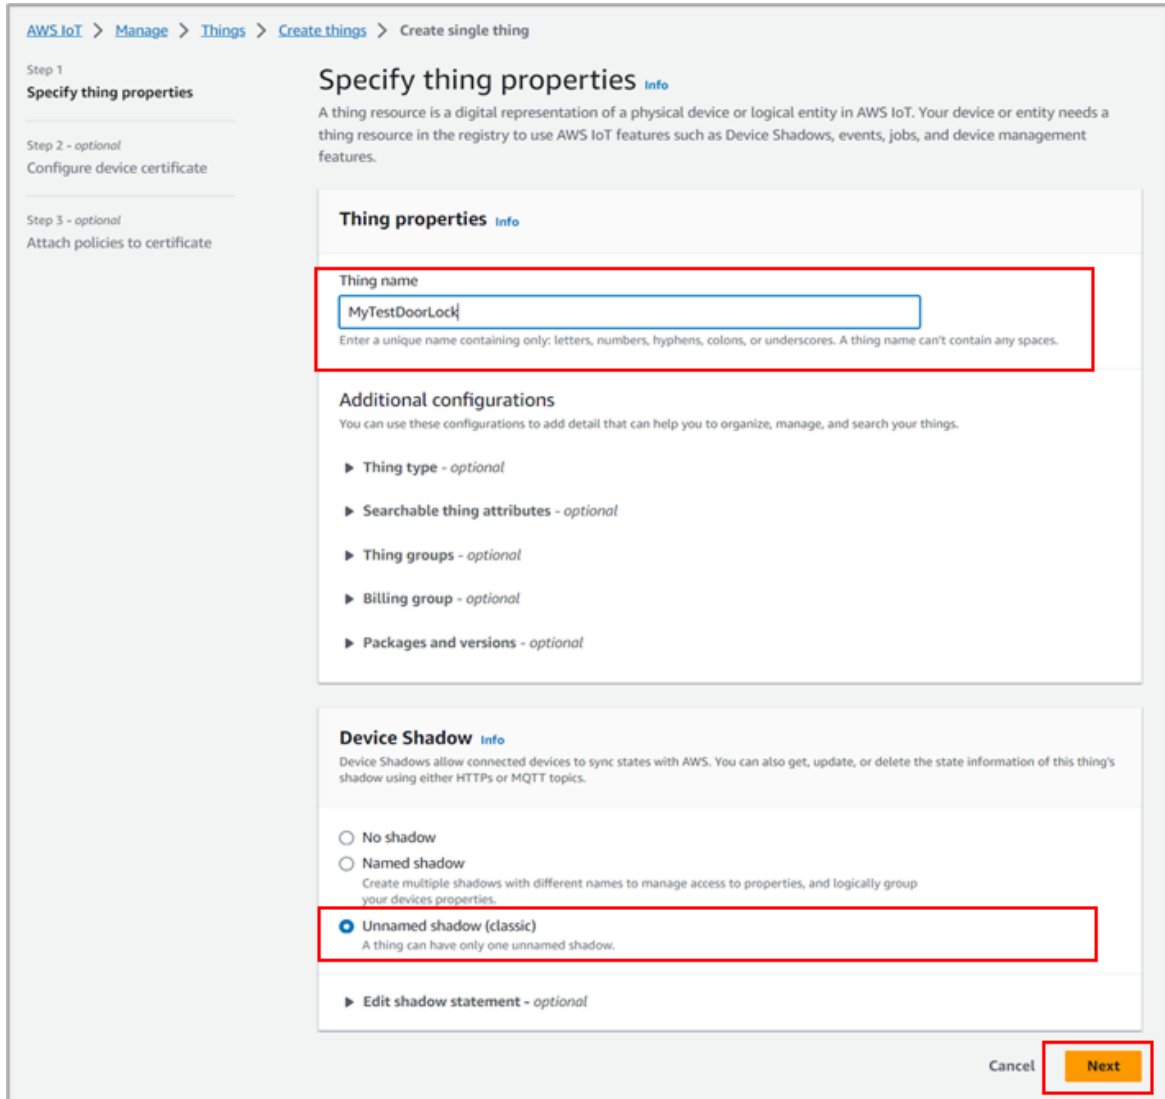 AWS IoT > Manage > Things > Create things > Create single thing
Step 1
Specify thing properties
Step 2 - optional
Configure device certificate
Step 3 - optional
Attach policies to certificate
Specify thing properties Info
A thing resource is a digital representation of a physical device or logical entity in AWS IoT. Your device or entity needs a
thing resource in the registry to use AWS IoT features such as Device Shadows, events, jobs, and device management
features.
Thing properties Info
Thing name
MyTestDoorLock
Enter a unique name containing only: letters, numbers, hyphens, colons, or underscores. A thing name can't contain any spaces.
Additional configurations
You can use these configurations to add detail that can help you to organize, manage, and search your things.
Thing type - optional
Searchable thing attributes - optional
Thing groups - optional
Billing group - optional
Packages and versions - optional
Device Shadow Info
Device Shadows allow connected devices to sync states with AWS. You can also get, update, or delete the state information of this thing's
shadow using either HTTPs or MQTT topics.
No shadow
Named shadow
Create multiple shadows with different names to manage access to properties, and logically group
your devices properties.
Unnamed shadow (classic)
A thing can have only one unnamed shadow.
Edit shadow statement - optional
Cancel
Next